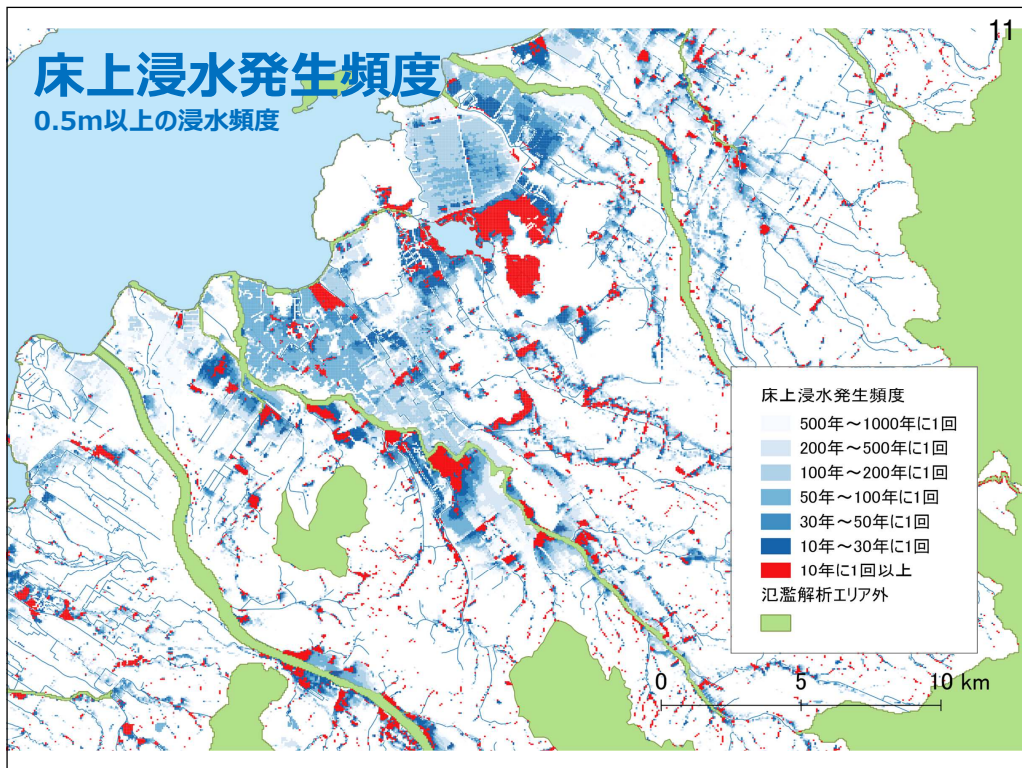 11
床上浸水発生頻度
0.5m以上の浸水頻度
床上浸水発生頻度
500年～1000年に1回
200年～500年に1回
100年～200年に1回
50年～100年に1回
30年～50年に1回
10年～30年に1回
10年に1回以上
氾濫解析エリア外
0 5 10 km